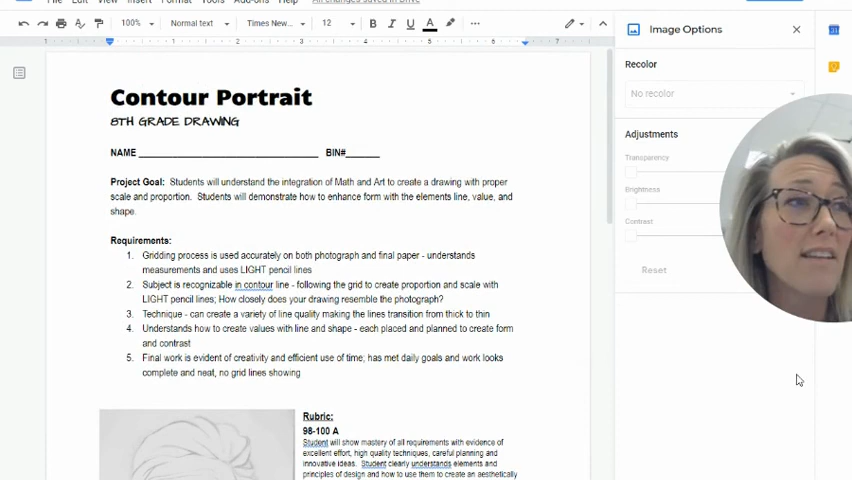 File Edit View Insert Format Tools Add-ons Help All changes saved in Drive
100% Normal text Times New... 12 B I U A
1 1 2 3 4 5 6 7
Image Options
Recolor
No recolor
Adjustments
Transparency
Brightness
Contrast
Reset
Contour Portrait
8TH GRADE DRAWING
NAME ________________________________ BIN#______
Project Goal: Students will understand the integration of Math and Art to create a drawing with proper
scale and proportion. Students will demonstrate how to enhance form with the elements line, value, and
shape.
Requirements:
1. Gridding process is used accurately on both photograph and final paper - understands
measurements and uses LIGHT pencil lines
2. Subject is recognizable in contour line - following the grid to create proportion and scale with
LIGHT pencil lines; How closely does your drawing resemble the photograph?
3. Technique - can create a variety of line quality making the lines transition from thick to thin
4. Understands how to create values with line and shape - each placed and planned to create form
and contrast
5. Final work is evident of creativity and efficient use of time; has met daily goals and work looks
complete and neat, no grid lines showing
Rubric:
98-100 A
Student will show mastery of all requirements with evidence of
excellent effort, high quality techniques, careful planning and
innovative ideas. Student clearly understands elements and
principles of design and how to use them to create an aesthetically